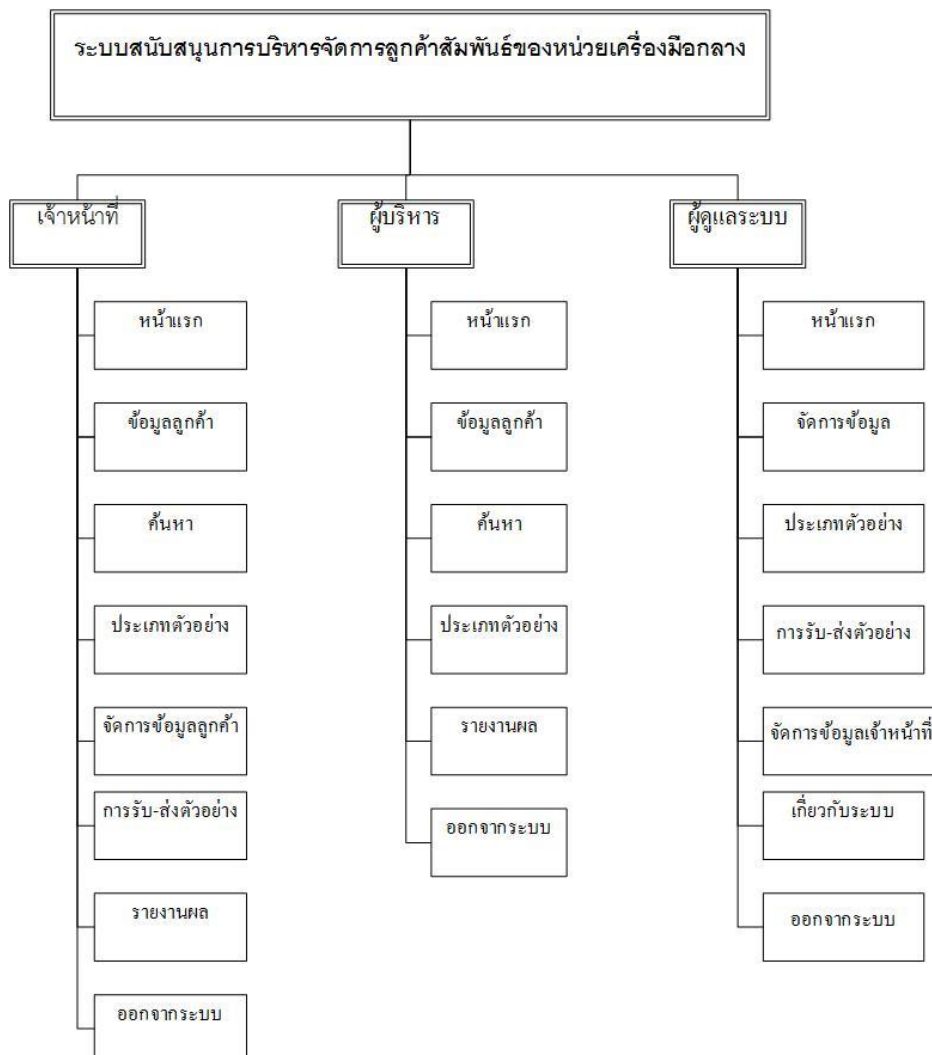 ระบบสนับสนุนการบริหารจัดการลูกค้าสัมพันธ์ของหน่วยเครื่องมือกลาง
เจ้าหน้าที่
หน้าแรก
ข้อมูลลูกค้า
ค้นหา
ประเภทตัวอย่าง
จัดการข้อมูลลูกค้า
การรับ-ส่งตัวอย่าง
รายงานผล
ออกจากระบบ
ผู้บริหาร
หน้าแรก
ข้อมูลลูกค้า
ค้นหา
ประเภทตัวอย่าง
รายงานผล
ออกจากระบบ
ผู้ดูแลระบบ
หน้าแรก
จัดการข้อมูล
ประเภทตัวอย่าง
การรับ-ส่งตัวอย่าง
จัดการข้อมูลเจ้าหน้าที่
เกี่ยวกับระบบ
ออกจากระบบ